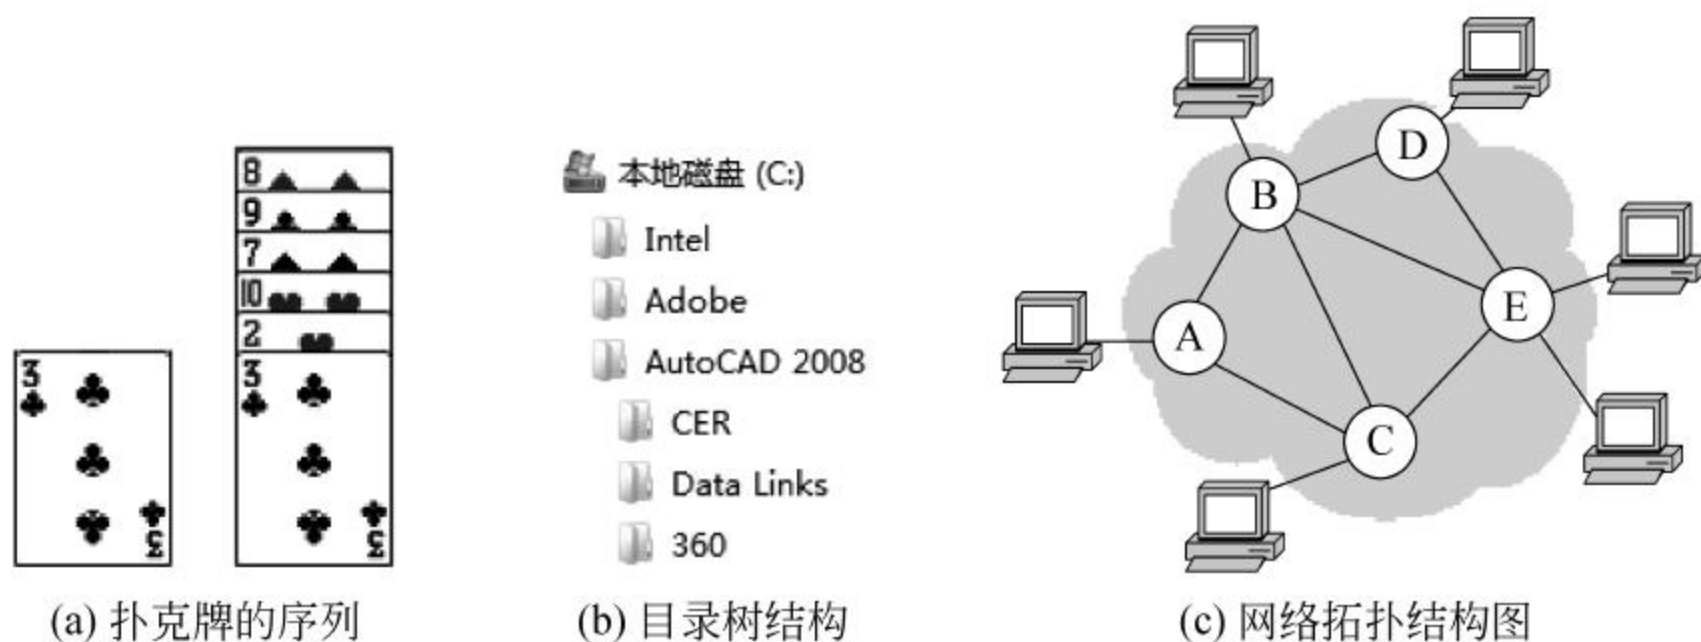 3
3
8
9
7
10
2
3
3
(a) 扑克牌的序列
本地磁盘 (C:)
Intel
Adobe
AutoCAD 2008
CER
Data Links
360
(b) 目录树结构
A
B
C
D
E
(c) 网络拓扑结构图